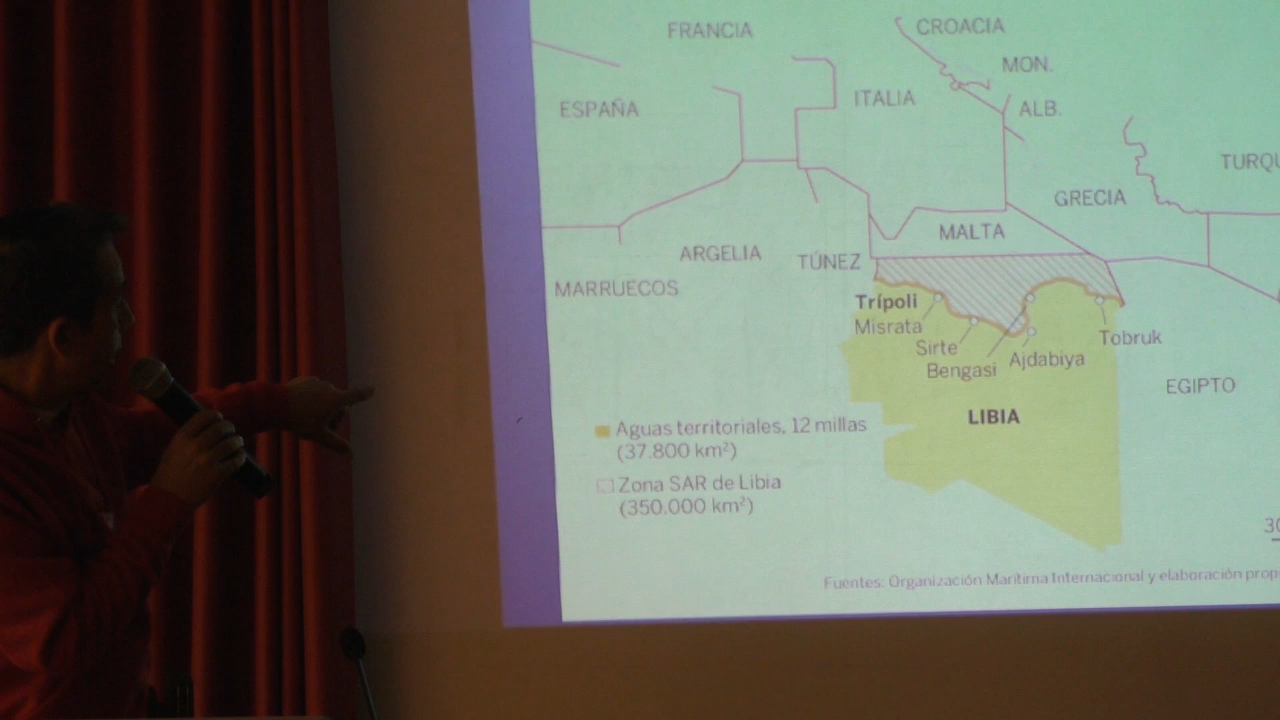 FRANCIA
CROACIA
MON.
ESPAÑA
ITALIA
ALB.
GRECIA
MALTA
ARGELIA
TÚNEZ
MARRUECOS
Trípoli
Misrata
Sirte
Bengasi
Ajdabiya
Tobruk
EGIPTO
LIBIA
Aguas territoriales, 12 millas
(37.800 km²)
Zona SAR de Libia
(350.000 km²)
Fuentes: Organización Marítima Internacional y elaboración